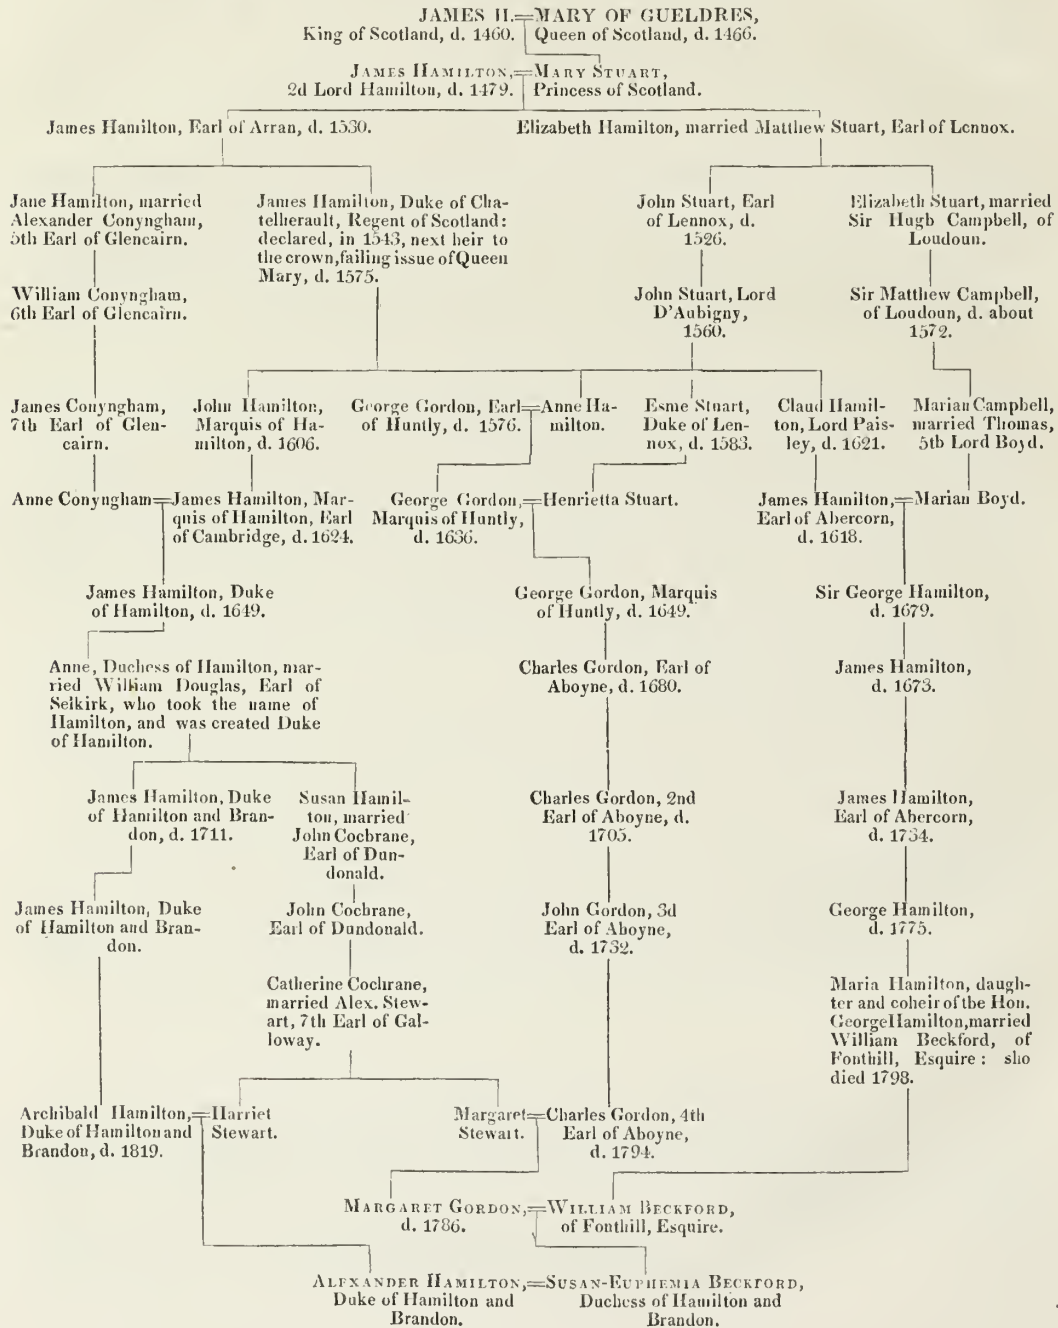 JAMES II.=MARY OF GUELDRES,
King of Scotland, d. 1460. Queen of Scotland, d. 1466.
JAMES HAMILTON,=MARY STUART,
2d Lord Hamilton, d. 1479. Princess of Scotland.
James Hamilton, Earl of Arran, d. 1530.
Elizabeth Hamilton, married Matthew Stuart, Earl of Lennox.
Jane Hamilton, married
Alexander Conyngham,
5th Earl of Glencairn.
James Hamilton, Duke of Cha-
telherault, Regent of Scotland:
declared, in 1543, next heir to
the crown, failing issue of Queen
Mary, d. 1575.
John Stuart, Earl
of Lennox, d.
1526.
Elizabeth Stuart, married
Sir Hugh Campbell, of
Loudoun.
William Conyngham,
6th Earl of Glencairn.
John Stuart, Lord
D'Aubigny,
1560.
Sir Matthew Campbell,
of Loudoun, d. about
1572.
James Conyngham,
7th Earl of Glen-
cairn.
John Hamilton,
Marquis of Ha-
milton, d. 1606.
George Gordon, Earl=Anne Ha-
of Huntly, d. 1576. milton.
Esme Stuart,
Duke of Len-
nox, d. 1583.
Claud Hamil-
ton, Lord Pais-
ley, d. 1621.
Marian Campbell,
married Thomas,
5th Lord Boyd.
Anne Conyngham=James Hamilton, Mar-
quis of Hamilton, Earl
of Cambridge, d. 1624.
George Gordon,=Henrietta Stuart.
Marquis of Huntly,
d. 1636.
James Hamilton,=Marian Boyd.
Earl of Abercorn,
d. 1618.
James Hamilton, Duke
of Hamilton, d. 1649.
George Gordon, Marquis
of Huntly, d. 1649.
Sir George Hamilton,
d. 1679.
Anne, Duchess of Hamilton, mar-
ried William Douglas, Earl of
Selkirk, who took the name of
Hamilton, and was created Duke
of Hamilton.
Charles Gordon, Earl of
Aboyne, d. 1680.
James Hamilton,
d. 1673.
James Hamilton, Duke
of Hamilton and Bran-
don, d. 1711.
Susan Hamil-
ton, married
John Cochrane,
Earl of Dun-
donald.
Charles Gordon, 2nd
Earl of Aboyne, d.
1705.
James Hamilton,
Earl of Abercorn,
d. 1734.
James Hamilton, Duke
of Hamilton and Bran-
don.
John Cochrane,
Earl of Dundonald.
John Gordon, 3d
Earl of Aboyne,
d. 1732.
George Hamilton,
d. 1775.
Catherine Cochrane,
married Alex. Stew-
art, 7th Earl of Gal-
loway.
Maria Hamilton, daugh-
ter and coheir of the Hon.
George Hamilton, married
William Beckford, of
Fonthill, Esquire: she
died 1798.
Archibald Hamilton,=Harriet
Duke of Hamilton and Stewart.
Brandon, d. 1819.
Margaret=Charles Gordon, 4th
Stewart. Earl of Aboyne,
d. 1794.
MARGARET GORDON,=WILLIAM BECKFORD,
d. 1786. of Fonthill, Esquire.
ALEXANDER HAMILTON,=SUSAN-EUPHEMIA BECKFORD,
Duke of Hamilton and Duchess of Hamilton and
Brandon. Brandon.